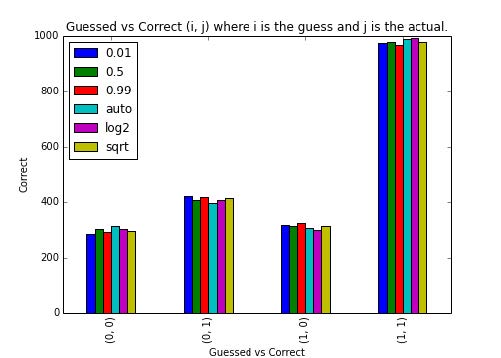 Guessed vs Correct (i, j) where i is the guess and j is the actual.
1000
800
600
400
200
0
Correct
0.01
0.5
0.99
auto
log2
sqrt
(0, 0)
(0, 1)
(1, 0)
(1, 1)
Guessed vs Correct